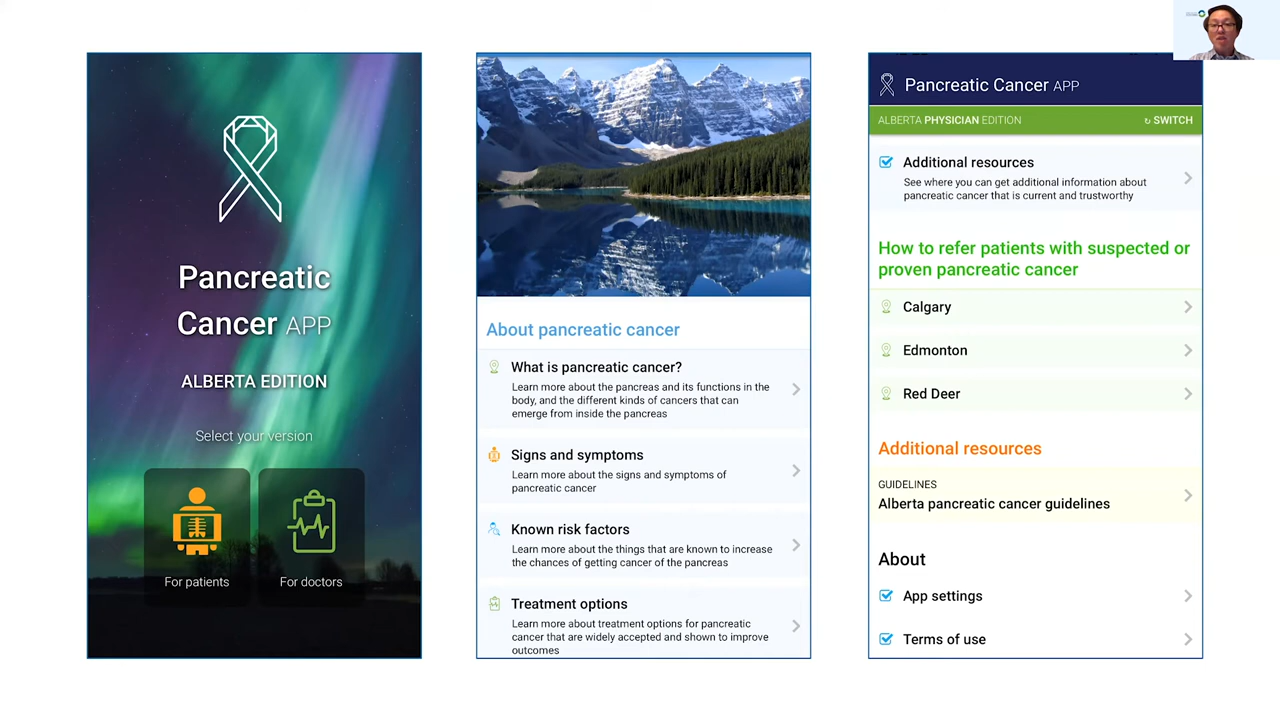 Pancreatic
Cancer APP
ALBERTA EDITION
Select your version
For patients
For doctors
About pancreatic cancer
What is pancreatic cancer?
Learn more about the pancreas and its functions in the
body, and the different kinds of cancers that can
emerge from inside the pancreas
Signs and symptoms
Learn more about the signs and symptoms of
pancreatic cancer
Known risk factors
Learn more about the things that are known to increase
the chances of getting cancer of the pancreas
Treatment options
Learn more about treatment options for pancreatic
cancer that are widely accepted and shown to improve
outcomes
Pancreatic Cancer APP
ALBERTA PHYSICIAN EDITION
SWITCH
Additional resources
See where you can get additional information about
pancreatic cancer that is current and trustworthy
How to refer patients with suspected or
proven pancreatic cancer
Calgary
Edmonton
Red Deer
Additional resources
GUIDELINES
Alberta pancreatic cancer guidelines
About
App settings
Terms of use